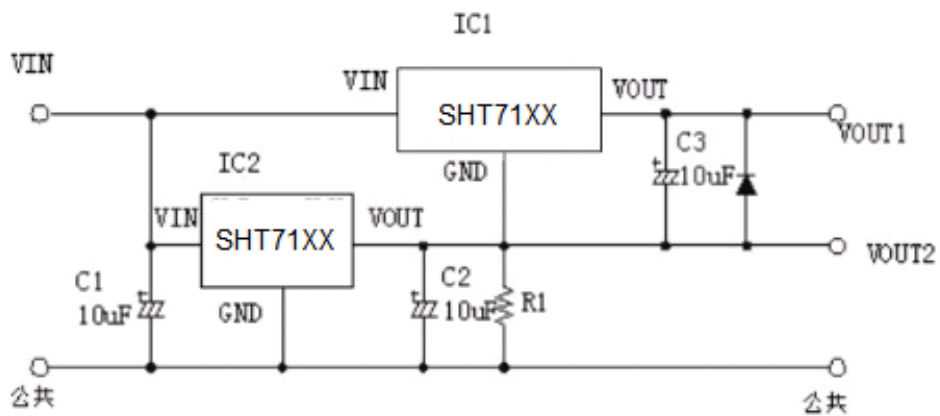 IC1
VIN
VIN
VOUT
SHT71XX
VOUT1
C3
10uF
GND
IC2
VIN
VOUT
SHT71XX
VOUT2
C1
10uF
GND
C2
10uF
R1
公共
公共